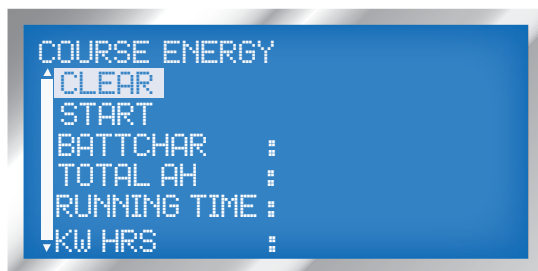 COURSE ENERGY
CLEAR
START
BATTCHAR :
TOTAL AH :
RUNNING TIME :
KW HRS :